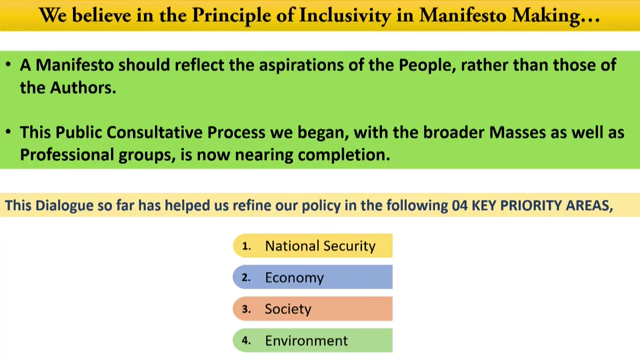 We believe in the Principle of Inclusivity in Manifesto Making...
• A Manifesto should reflect the aspirations of the People, rather than those of
the Authors.
• This Public Consultative Process we began, with the broader Masses as well as
Professional groups, is now nearing completion.
This Dialogue so far has helped us refine our policy in the following 04 KEY PRIORITY AREAS,
1. National Security
2. Economy
3. Society
4. Environment